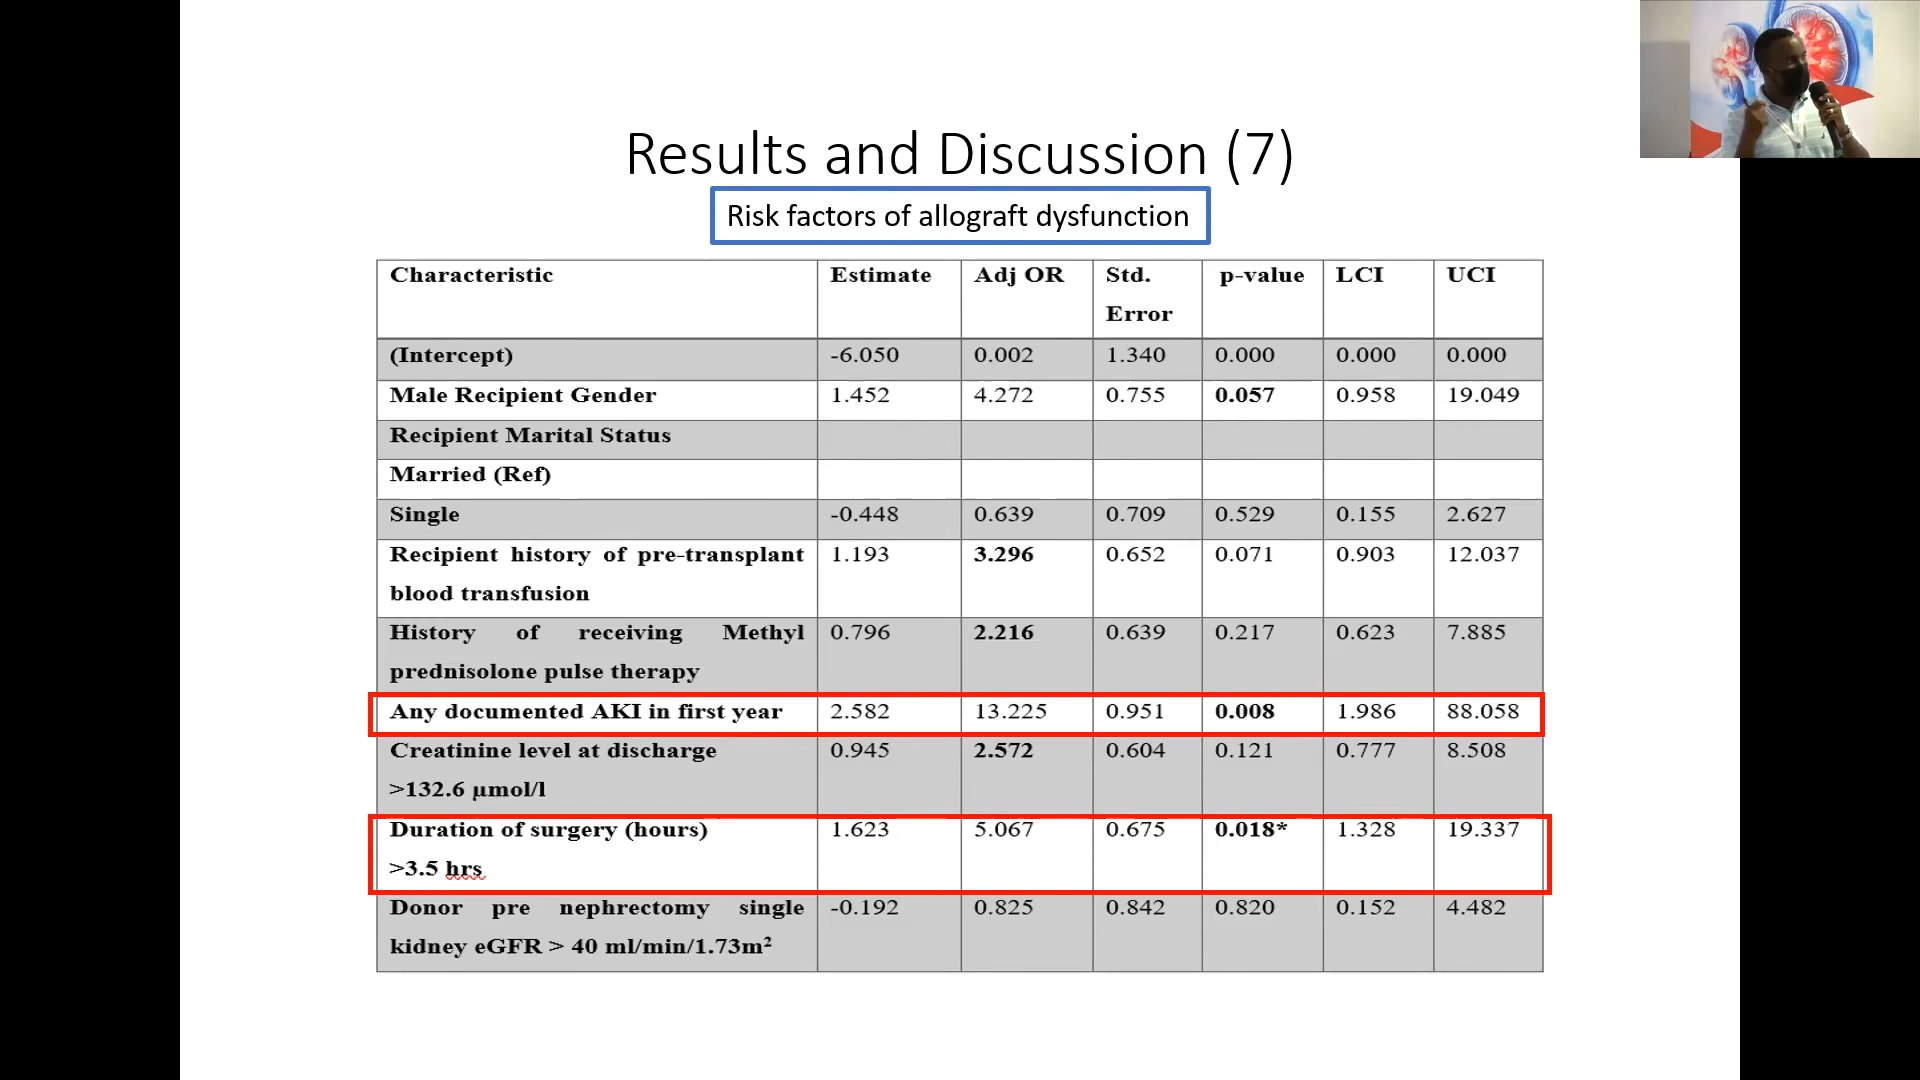 Results and Discussion (7)
Risk factors of allograft dysfunction
Characteristic Estimate Adj OR Std. Error p-value LCI UCI
(Intercept) -6.050 0.002 1.340 0.000 0.000 0.000
Male Recipient Gender 1.452 4.272 0.755 0.057 0.958 19.049
Recipient Marital Status
Married (Ref)
Single -0.448 0.639 0.709 0.529 0.155 2.627
Recipient history of pre-transplant 1.193 3.296 0.652 0.071 0.903 12.037
blood transfusion
History of receiving Methyl 0.796 2.216 0.639 0.217 0.623 7.885
prednisolone pulse therapy
Any documented AKI in first year 2.582 13.225 0.951 0.008 1.986 88.058
Creatinine level at discharge 0.945 2.572 0.604 0.121 0.777 8.508
>132.6 µmol/l
Duration of surgery (hours) 1.623 5.067 0.675 0.018* 1.328 19.337
>3.5 hrs
Donor pre nephrectomy single -0.192 0.825 0.842 0.820 0.152 4.482
kidney eGFR > 40 ml/min/1.73m²